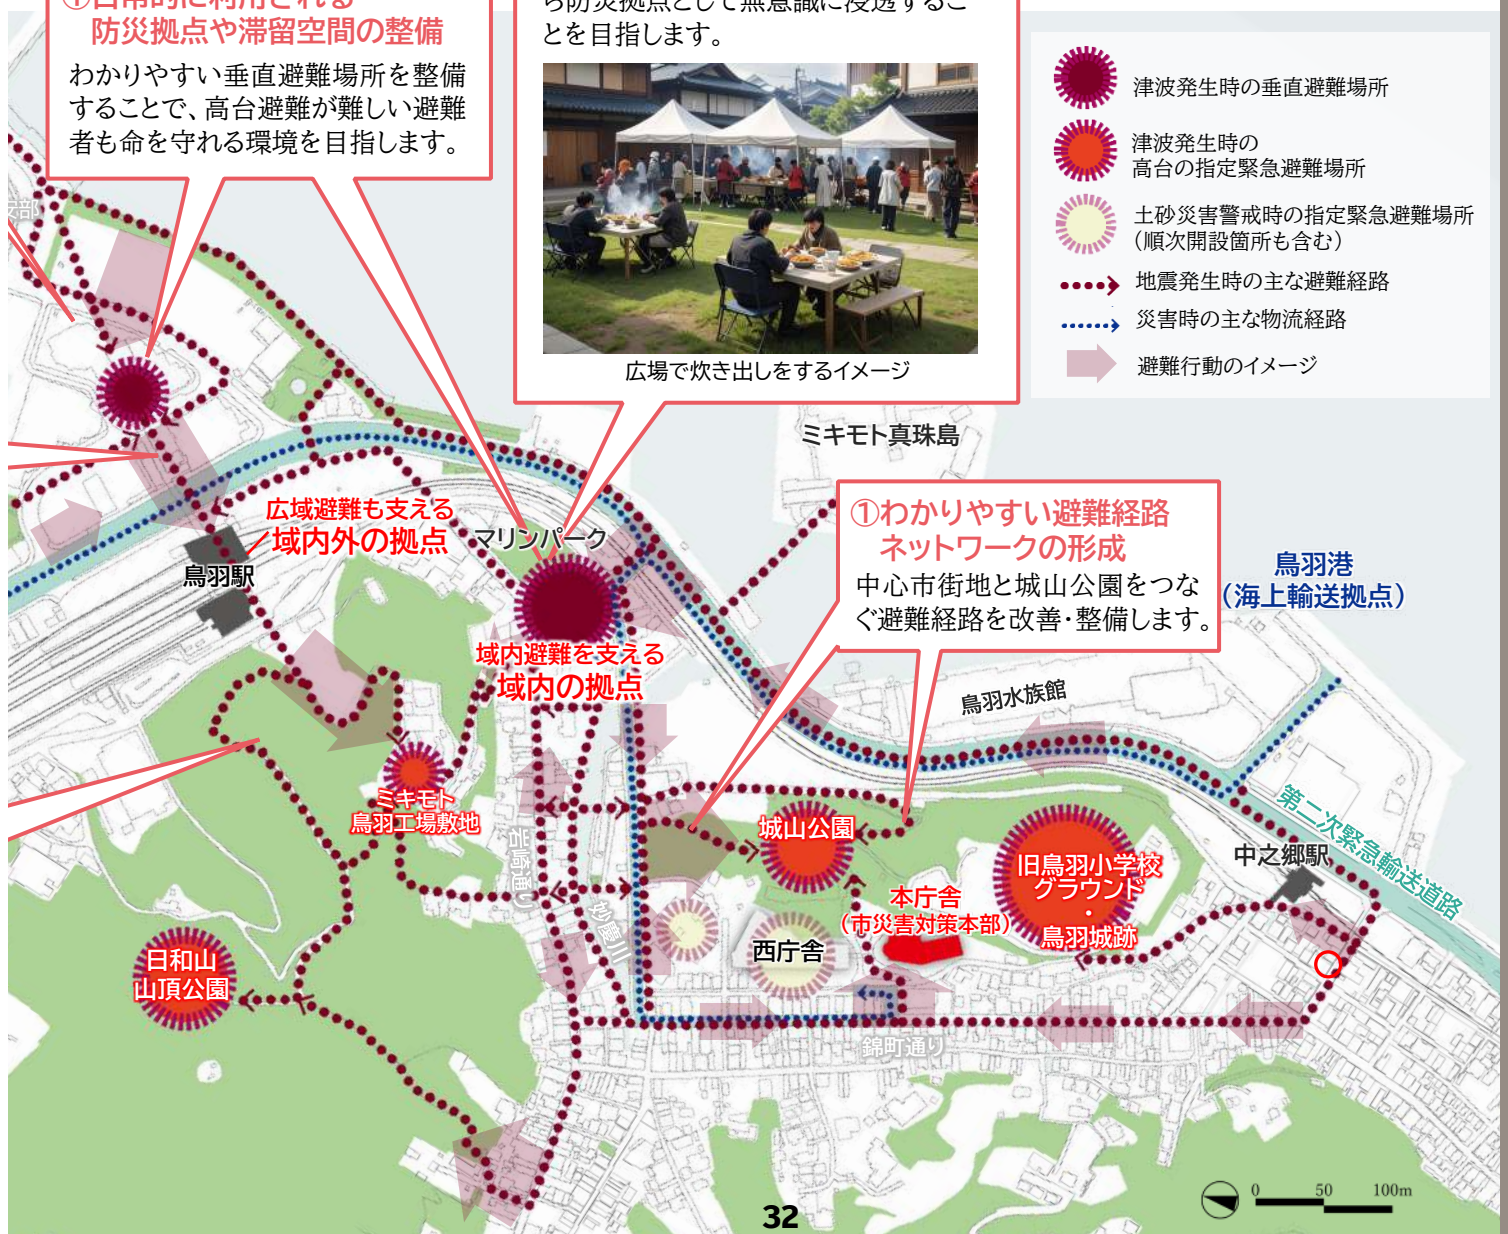 ①日常的に利用される
防災拠点や滞留空間の整備
わかりやすい垂直避難場所を整備
することで、高台避難が難しい避難
者も命を守れる環境を目指します。
ら防災拠点として無意識に浸透するこ
とを目指します。
広場で炊き出しをするイメージ
津波発生時の垂直避難場所
津波発生時の
高台の指定緊急避難場所
土砂災害警戒時の指定緊急避難場所
（順次開設箇所も含む）
地震発生時の主な避難経路
災害時の主な物流経路
避難行動のイメージ
ミキモト真珠島
①わかりやすい避難経路
ネットワークの形成
中心市街地と城山公園をつな
ぐ避難経路を改善・整備します。
鳥羽港
（海上輸送拠点）
広域避難も支える
域内外の拠点
鳥羽駅
マリンパーク
域内避難を支える
域内の拠点
鳥羽水族館
ミキモト
鳥羽工場敷地
岩崎通り
妙慶川
城山公園
旧鳥羽小学校
グラウンド
・
鳥羽城跡
中之郷駅
第二次緊急輸送道路
本庁舎
（市災害対策本部）
西庁舎
日和山
山頂公園
錦町通り
0 50 100m
32